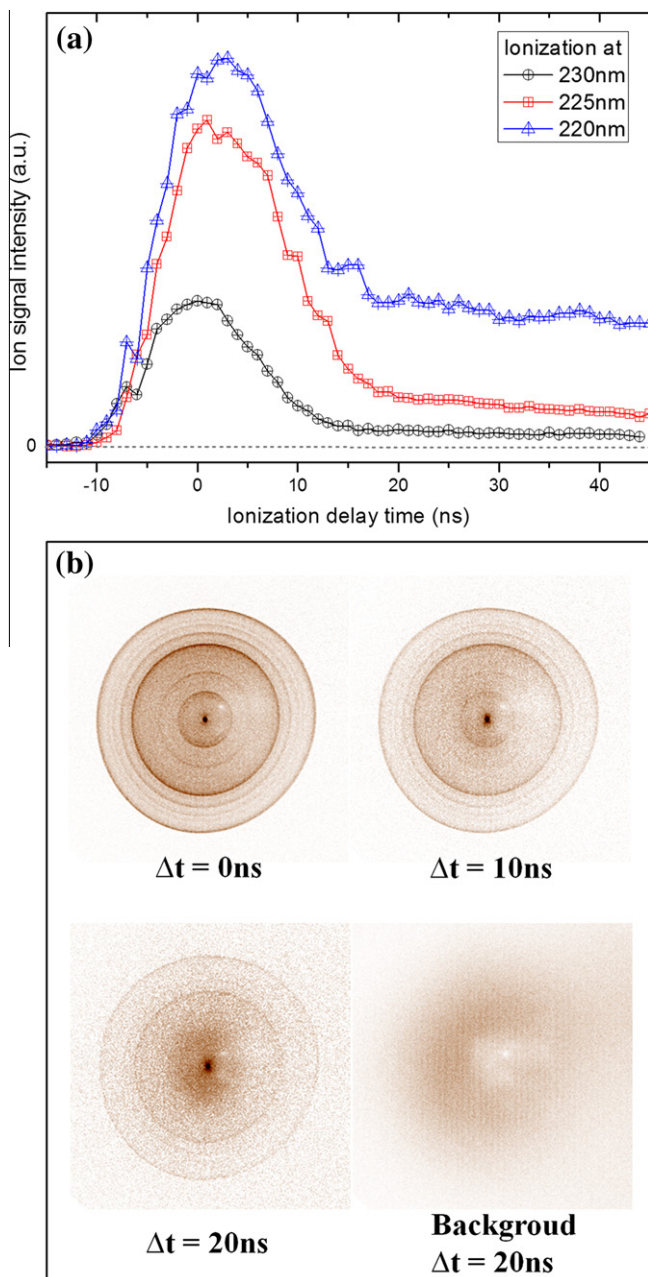 (a)
Ionization at
230nm
225nm
220nm
Ion signal intensity (a.u.)
0
-10 0 10 20 30 40
Ionization delay time (ns)
(b)
Δt = 0ns Δt = 10ns
Δt = 20ns Backgroud
Δt = 20ns